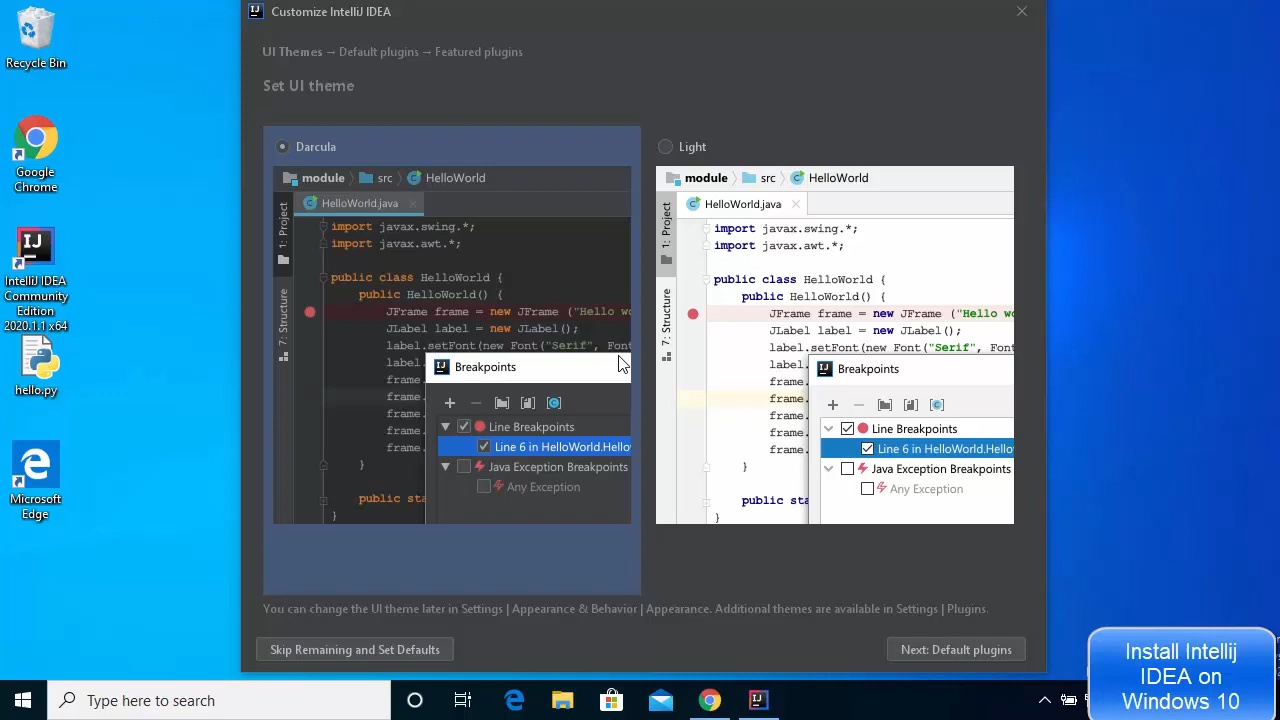 Recycle Bin
Google
Chrome
IntelliJ IDEA
Community
Edition
2020.1.1 x64
hello.py
Microsoft
Edge
Customize IntelliJ IDEA
UI Themes → Default plugins → Featured plugins
Set UI theme
Darcula
module src HelloWorld
HelloWorld.java
1: Project
7: Structure
import javax.swing.*;
import javax.awt.*;
public class HelloWorld {
public HelloWorld() {
JFrame frame = new JFrame ("Hello wo
JLabel label = new JLabel();
label.setFont(new Font("Serif", Font
label.
frame.
frame.
frame.
frame.
frame.
}
public sta
}
Breakpoints
Line Breakpoints
Line 6 in HelloWorld.Hello
Java Exception Breakpoints
Any Exception
Light
module src HelloWorld
HelloWorld.java
1: Project
7: Structure
import javax.swing.*;
import javax.awt.*;
public class HelloWorld {
public HelloWorld() {
JFrame frame = new JFrame ("Hello wo
JLabel label = new JLabel();
label.setFont(new Font("Serif", Font
label.
frame.
frame.
frame.
frame.
frame.
}
public sta
}
Breakpoints
Line Breakpoints
Line 6 in HelloWorld.Hello
Java Exception Breakpoints
Any Exception
You can change the UI theme later in Settings | Appearance & Behavior | Appearance. Additional themes are available in Settings | Plugins.
Skip Remaining and Set Defaults
Next: Default plugins
Install Intellij
IDEA on
Windows 10
Type here to search